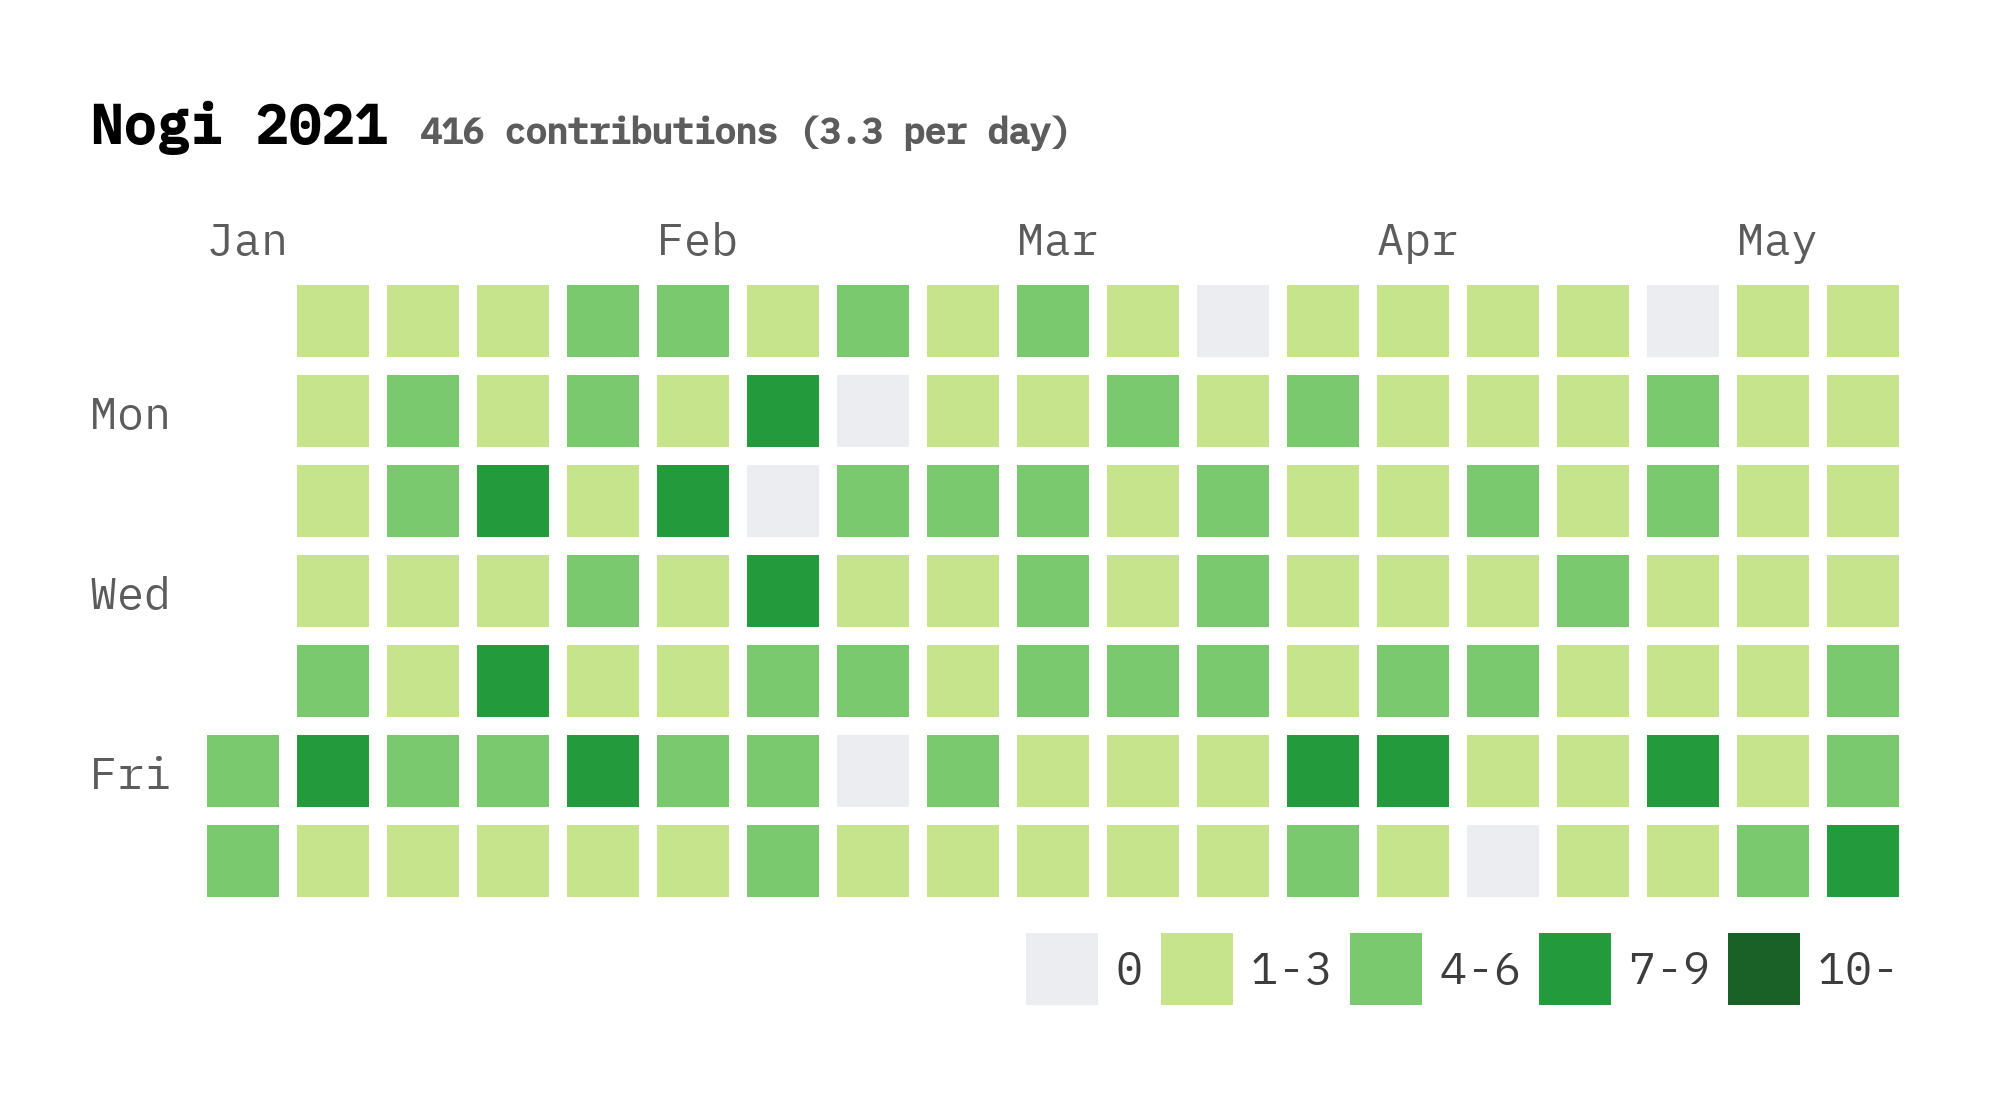 Nogi 2021 416 contributions (3.3 per day)
Jan Feb Mar Apr May
Mon
Wed
Fri
0 1-3 4-6 7-9 10-